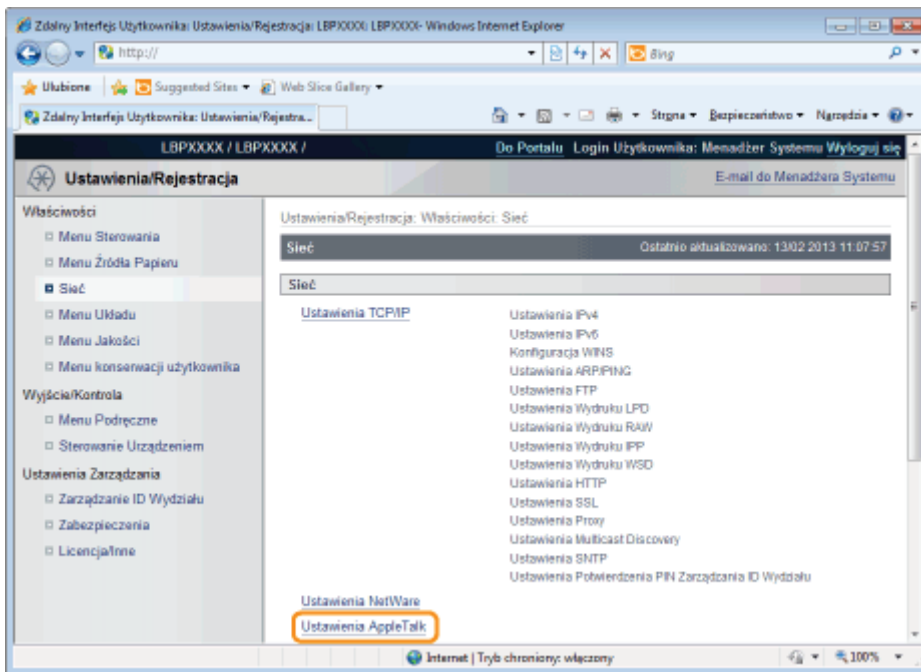 Zdalny Interfejs Użytkownika: Ustawienia/Rejestracja: LBPXXXX: LBPXXXX- Windows Internet Explorer
http://
Bing
Ulubione Suggested Sites Web Slice Gallery
Zdalny Interfejs Użytkownika: Ustawienia/Rejestra...
Strona Bezpieczeństwo Narzędzia
LBPXXXX / LBPXXXX /
Do Portalu Login Użytkownika: Menadżer Systemu Wyloguj się
Ustawienia/Rejestracja
E-mail do Menadżera Systemu
Właściwości
Menu Sterowania
Menu Źródła Papieru
Sieć
Menu Układu
Menu Jakości
Menu konserwacji użytkownika
Wyjście/Kontrola
Menu Podręczne
Sterowanie Urządzeniem
Ustawienia Zarządzania
Zarządzanie ID Wydziału
Zabezpieczenia
Licencja/Inne
Ustawienia/Rejestracja: Właściwości: Sieć
Sieć
Ostatnio aktualizowano: 13/02 2013 11:07:57
Sieć
Ustawienia TCP/IP
Ustawienia IPv4
Ustawienia IPv6
Konfiguracja WINS
Ustawienia ARP/PING
Ustawienia FTP
Ustawienia Wydruku LPD
Ustawienia Wydruku RAW
Ustawienia Wydruku IPP
Ustawienia Wydruku WSD
Ustawienia HTTP
Ustawienia SSL
Ustawienia Proxy
Ustawienia Multicast Discovery
Ustawienia SNTP
Ustawienia Potwierdzenia PIN Zarządzania ID Wydziału
Ustawienia NetWare
Ustawienia AppleTalk
Internet | Tryb chroniony: włączony
100%